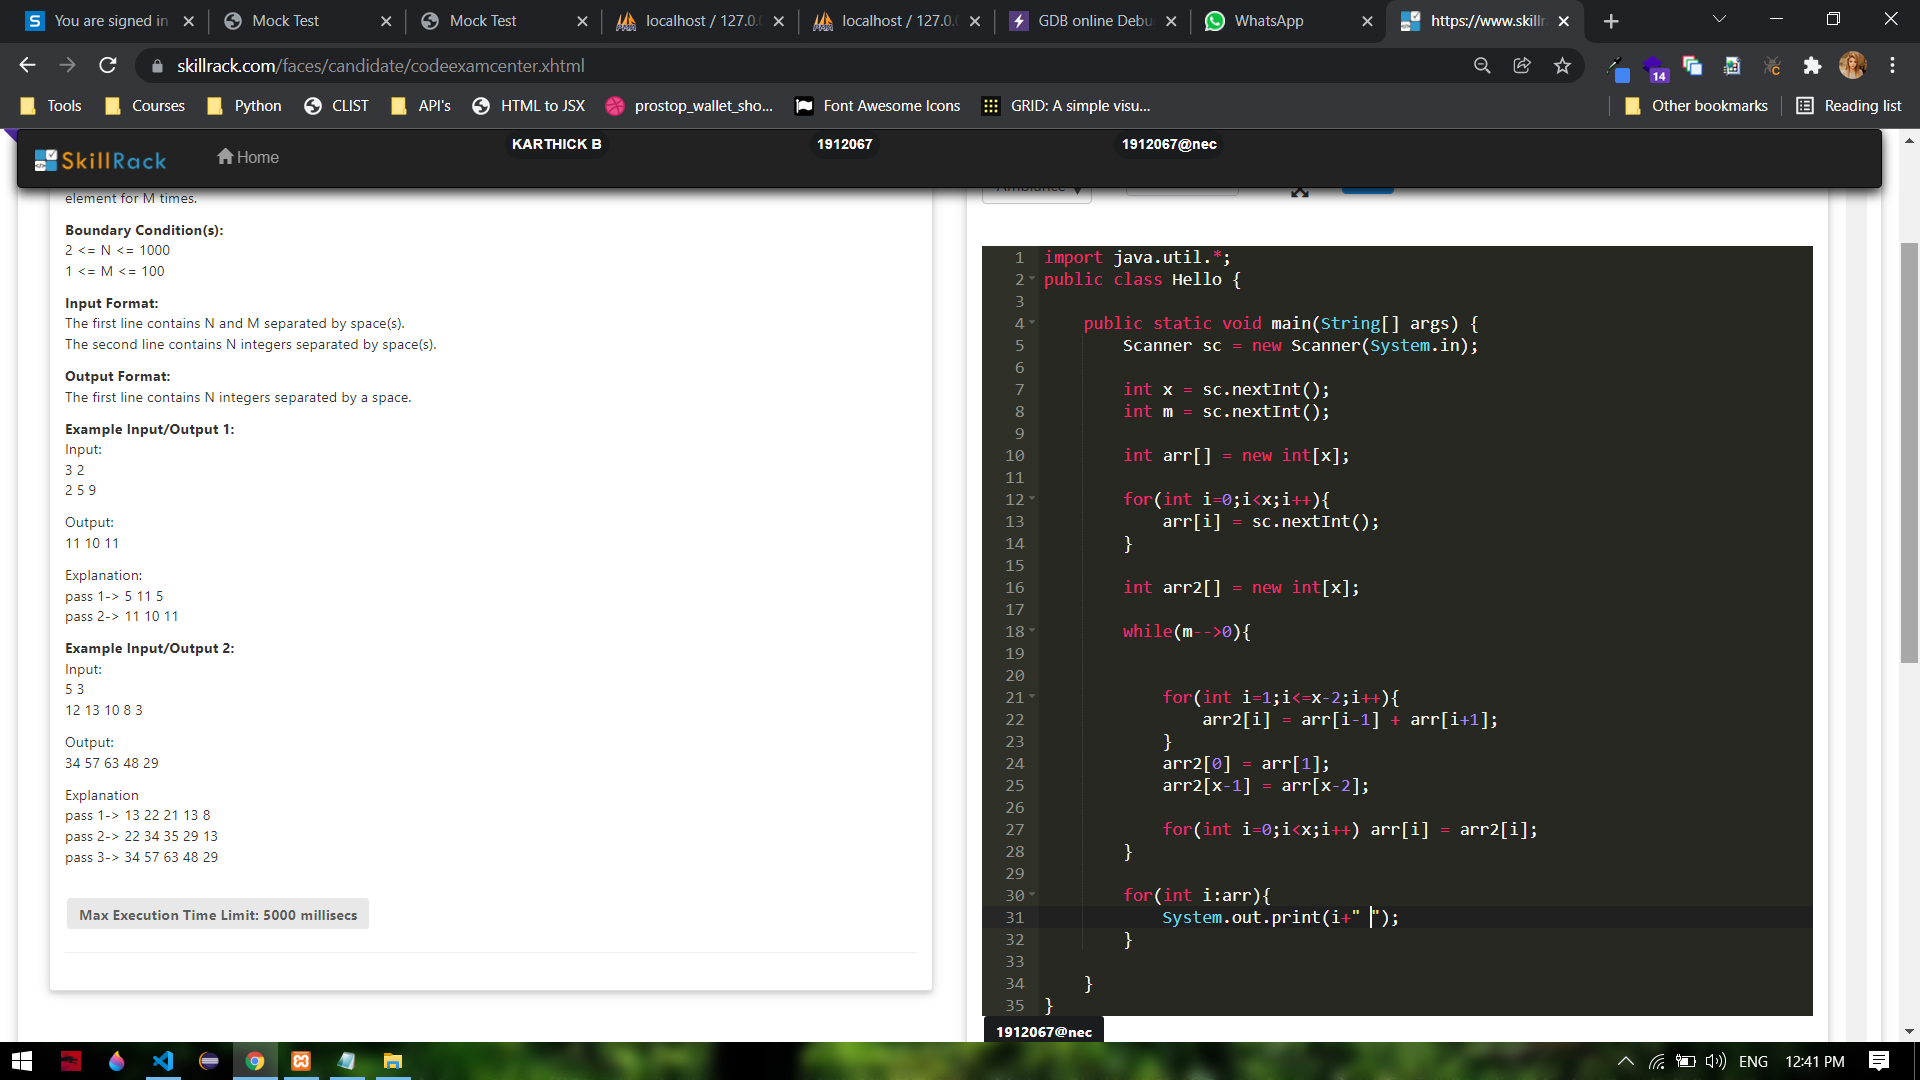 You are signed in
Mock Test
Mock Test
localhost / 127.0.
localhost / 127.0.
GDB online Debu
WhatsApp
https://www.skillr
skillrack.com/faces/candidate/codeexamcenter.xhtml
14
Tools
Courses
Python
CLIST
API's
HTML to JSX
prostop_wallet_sho...
Font Awesome Icons
GRID: A simple visu...
Other bookmarks
Reading list
SkillRack
Home
KARTHICK B
1912067
1912067@nec
element for M times.
Boundary Condition(s):
2 <= N <= 1000
1 <= M <= 100
Input Format:
The first line contains N and M separated by space(s).
The second line contains N integers separated by space(s).
Output Format:
The first line contains N integers separated by a space.
Example Input/Output 1:
Input:
3 2
2 5 9
Output:
11 10 11
Explanation:
pass 1-> 5 11 5
pass 2-> 11 10 11
Example Input/Output 2:
Input:
5 3
12 13 10 8 3
Output:
34 57 63 48 29
Explanation
pass 1-> 13 22 21 13 8
pass 2-> 22 34 35 29 13
pass 3-> 34 57 63 48 29
Max Execution Time Limit: 5000 millisecs
Ambiance
1 import java.util.*;
2 public class Hello {
3
4 public static void main(String[] args) {
5 Scanner sc = new Scanner(System.in);
6
7 int x = sc.nextInt();
8 int m = sc.nextInt();
9
10 int arr[] = new int[x];
11
12 for(int i=0;i<x;i++){
13 arr[i] = sc.nextInt();
14 }
15
16 int arr2[] = new int[x];
17
18 while(m-->0){
19
20
21 for(int i=1;i<=x-2;i++){
22 arr2[i] = arr[i-1] + arr[i+1];
23 }
24 arr2[0] = arr[1];
25 arr2[x-1] = arr[x-2];
26
27 for(int i=0;i<x;i++) arr[i] = arr2[i];
28 }
29
30 for(int i:arr){
31 System.out.print(i+" ");
32 }
33
34 }
35 }
1912067@nec
ENG
12:41 PM